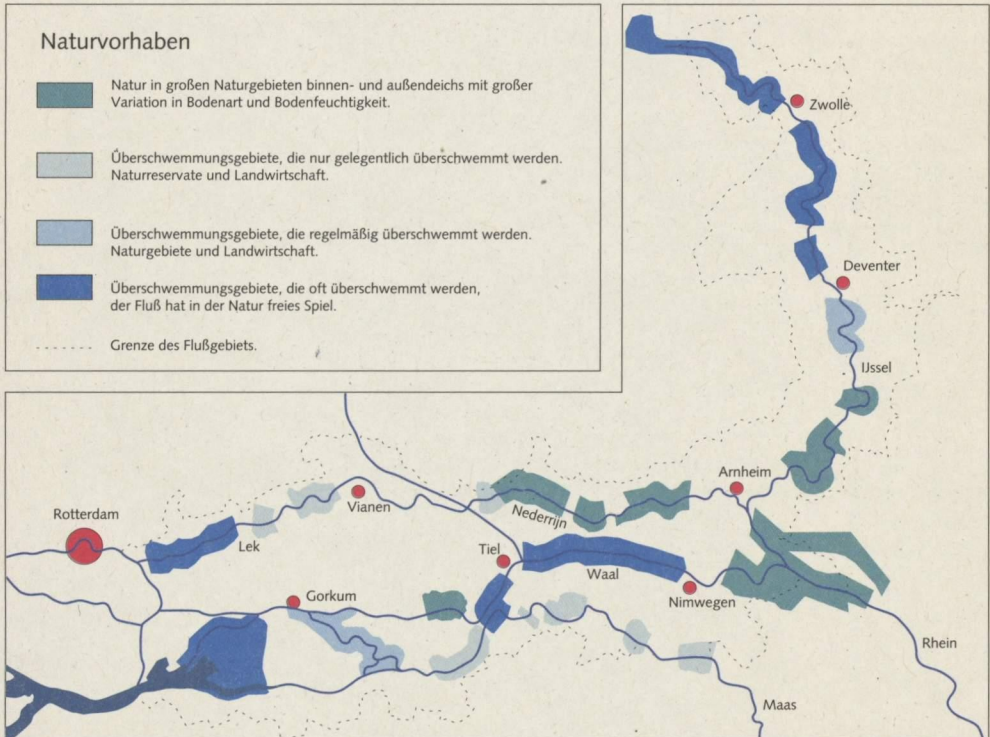 Naturvorhaben
Natur in großen Naturgebieten binnen- und außendeichs mit großer
Variation in Bodenart und Bodenfeuchtigkeit.
Überschwemmungsgebiete, die nur gelegentlich überschwemmt werden.
Naturreservate und Landwirtschaft.
Überschwemmungsgebiete, die regelmäßig überschwemmt werden.
Naturgebiete und Landwirtschaft.
Überschwemmungsgebiete, die oft überschwemmt werden,
der Fluß hat in der Natur freies Spiel.
Grenze des Flußgebiets.
Zwolle
Deventer
IJssel
Arnheim
Vianen
Nederrijn
Rotterdam
Lek
Tiel
Waal
Nimwegen
Gorkum
Rhein
Maas